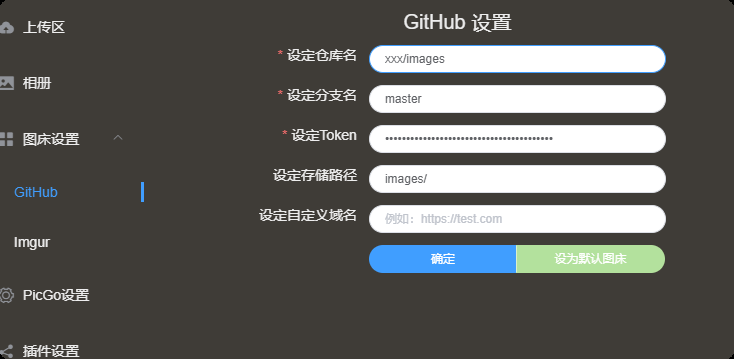 上传区
相册
图床设置
GitHub
Imgur
PicGo设置
插件设置
GitHub 设置
* 设定仓库名 xxx/images
* 设定分支名 master
* 设定Token ••••••••••••••••••••••••••••••••••••••••
设定存储路径 images/
设定自定义域名 例如：https://test.com
确定 设为默认图床